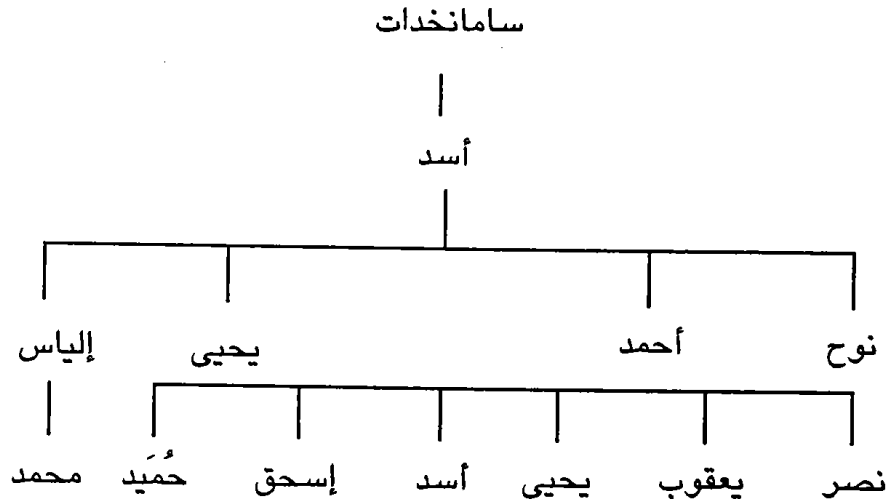 سامانخدات
أسد
نوح أحمد يحيى إلياس
نصر يعقوب يحيى أسد إسحق حُمَيد محمد